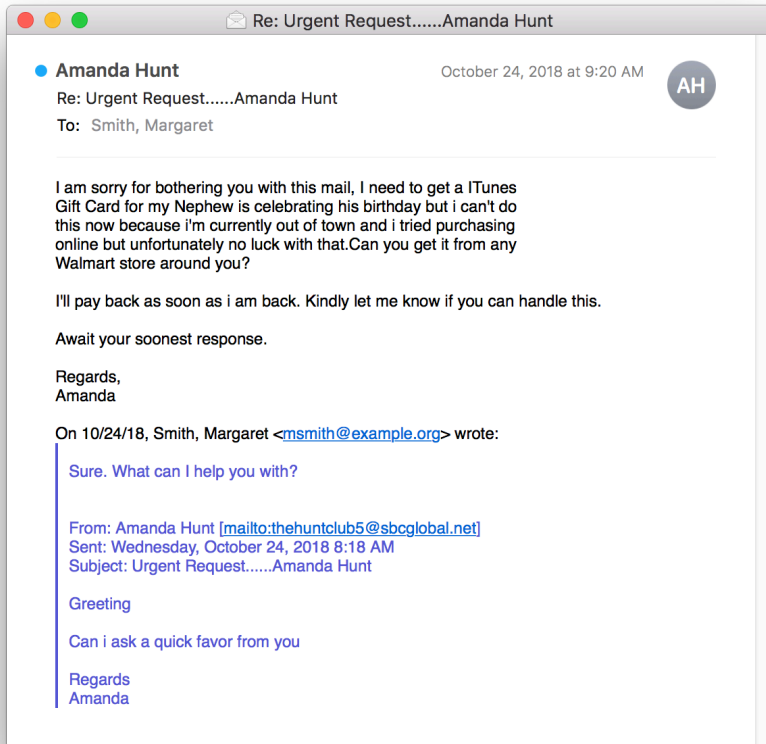 Re: Urgent Request......Amanda Hunt
Amanda Hunt
October 24, 2018 at 9:20 AM
AH
Re: Urgent Request......Amanda Hunt
To: Smith, Margaret
I am sorry for bothering you with this mail, I need to get a ITunes
Gift Card for my Nephew is celebrating his birthday but i can't do
this now because i'm currently out of town and i tried purchasing
online but unfortunately no luck with that.Can you get it from any
Walmart store around you?
I'll pay back as soon as i am back. Kindly let me know if you can handle this.
Await your soonest response.
Regards,
Amanda
On 10/24/18, Smith, Margaret <msmith@example.org> wrote:
Sure. What can I help you with?
From: Amanda Hunt [mailto:thehuntclub5@sbcglobal.net]
Sent: Wednesday, October 24, 2018 8:18 AM
Subject: Urgent Request......Amanda Hunt
Greeting
Can i ask a quick favor from you
Regards
Amanda